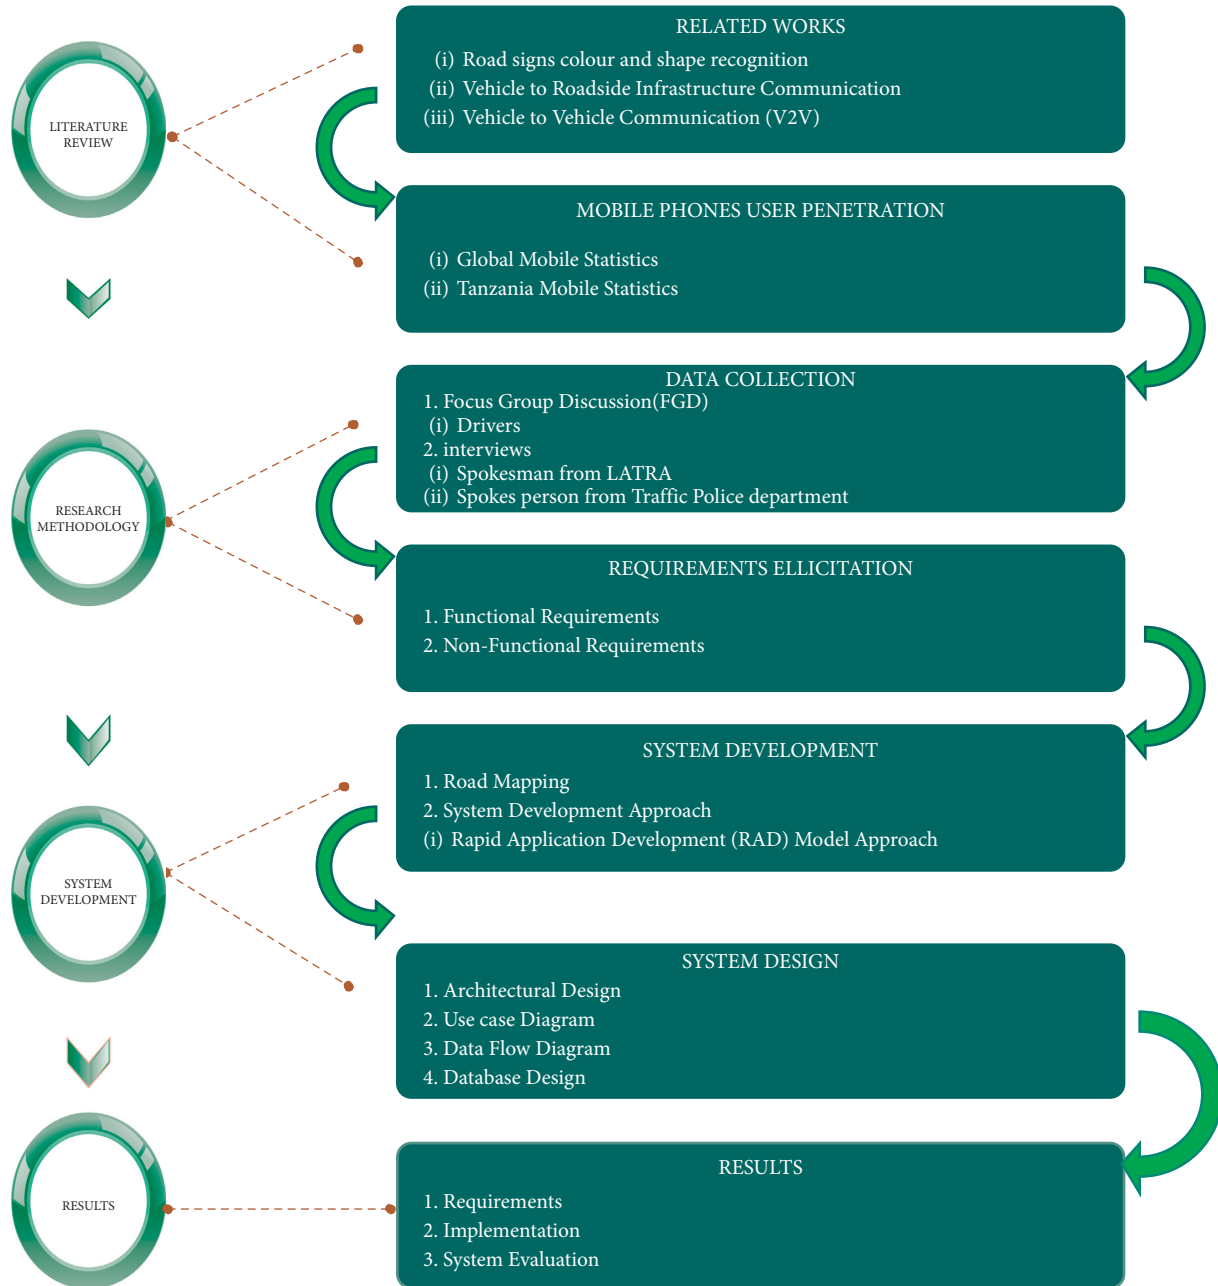 LITERATURE
REVIEW
RELATED WORKS
(i) Road signs colour and shape recognition
(ii) Vehicle to Roadside Infrastructure Communication
(iii) Vehicle to Vehicle Communication (V2V)
MOBILE PHONES USER PENETRATION
(i) Global Mobile Statistics
(ii) Tanzania Mobile Statistics
RESEARCH
METHODOLOGY
DATA COLLECTION
1. Focus Group Discussion(FGD)
(i) Drivers
2. interviews
(i) Spokesman from LATRA
(ii) Spokes person from Traffic Police department
REQUIREMENTS ELLICITATION
1. Functional Requirements
2. Non-Functional Requirements
SYSTEM
DEVELOPMENT
SYSTEM DEVELOPMENT
1. Road Mapping
2. System Development Approach
(i) Rapid Application Development (RAD) Model Approach
SYSTEM DESIGN
1. Architectural Design
2. Use case Diagram
3. Data Flow Diagram
4. Database Design
RESULTS
RESULTS
1. Requirements
2. Implementation
3. System Evaluation